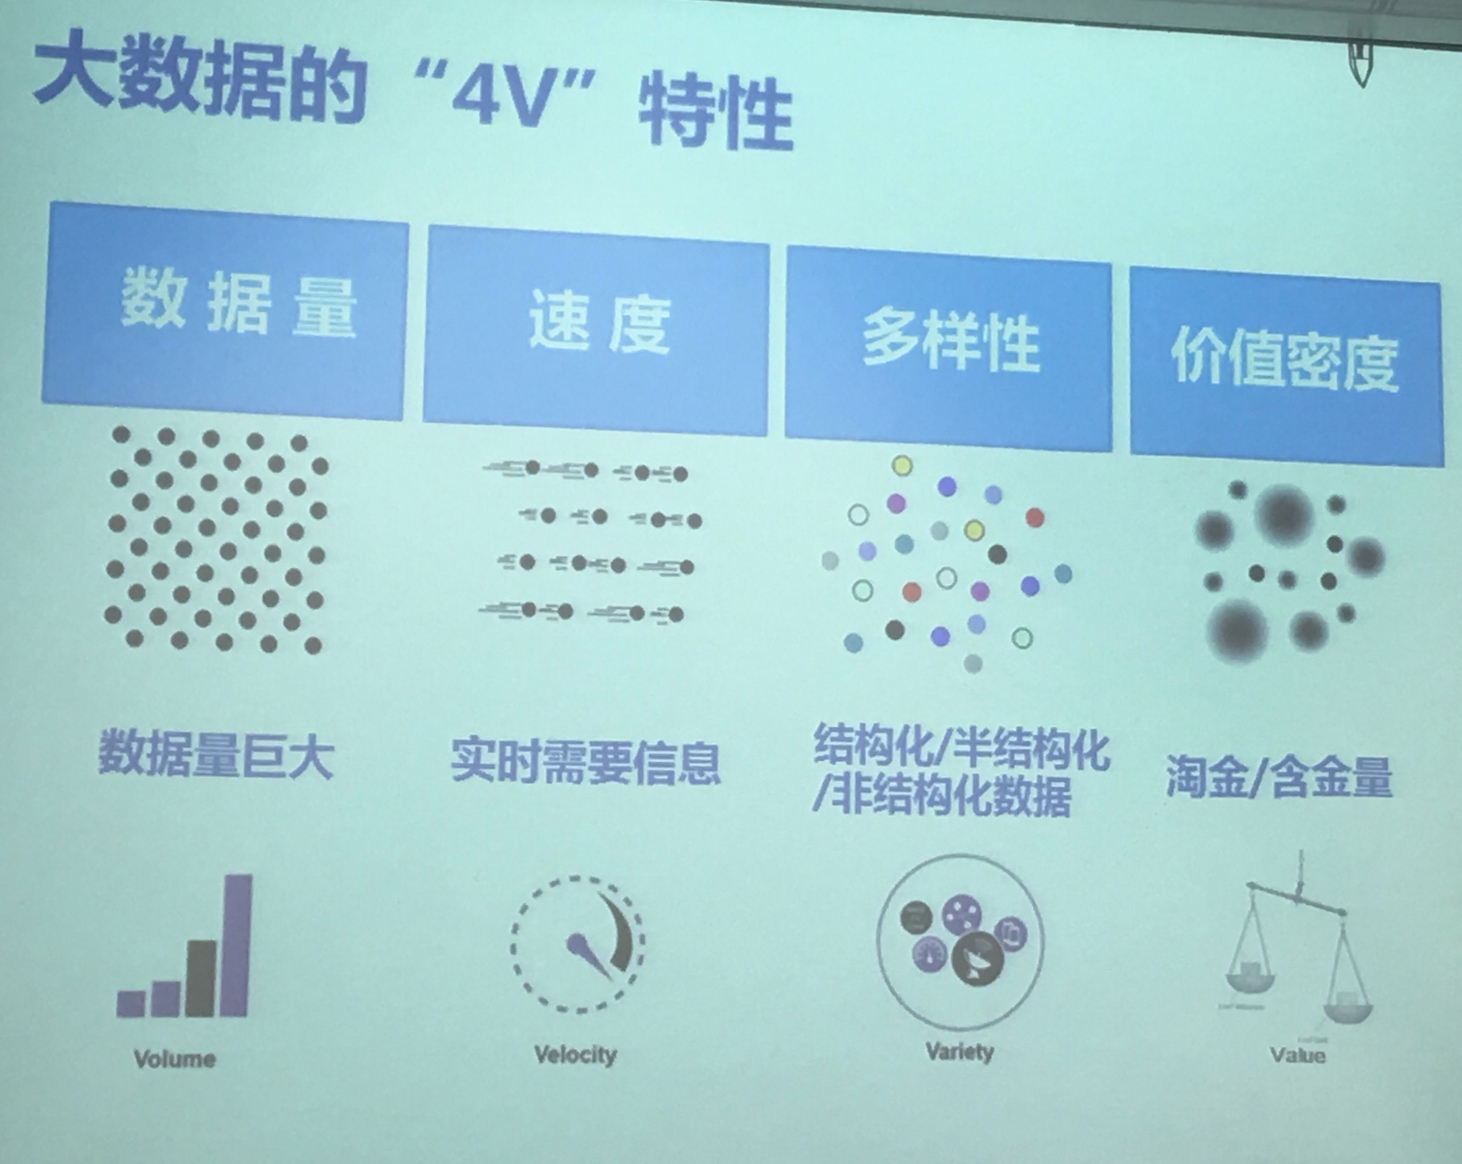 大数据的“4V”特性
数据量
速度
多样性
价值密度
数据量巨大
实时需要信息
结构化/半结构化
/非结构化数据
淘金/含金量
Volume
Velocity
Variety
Value